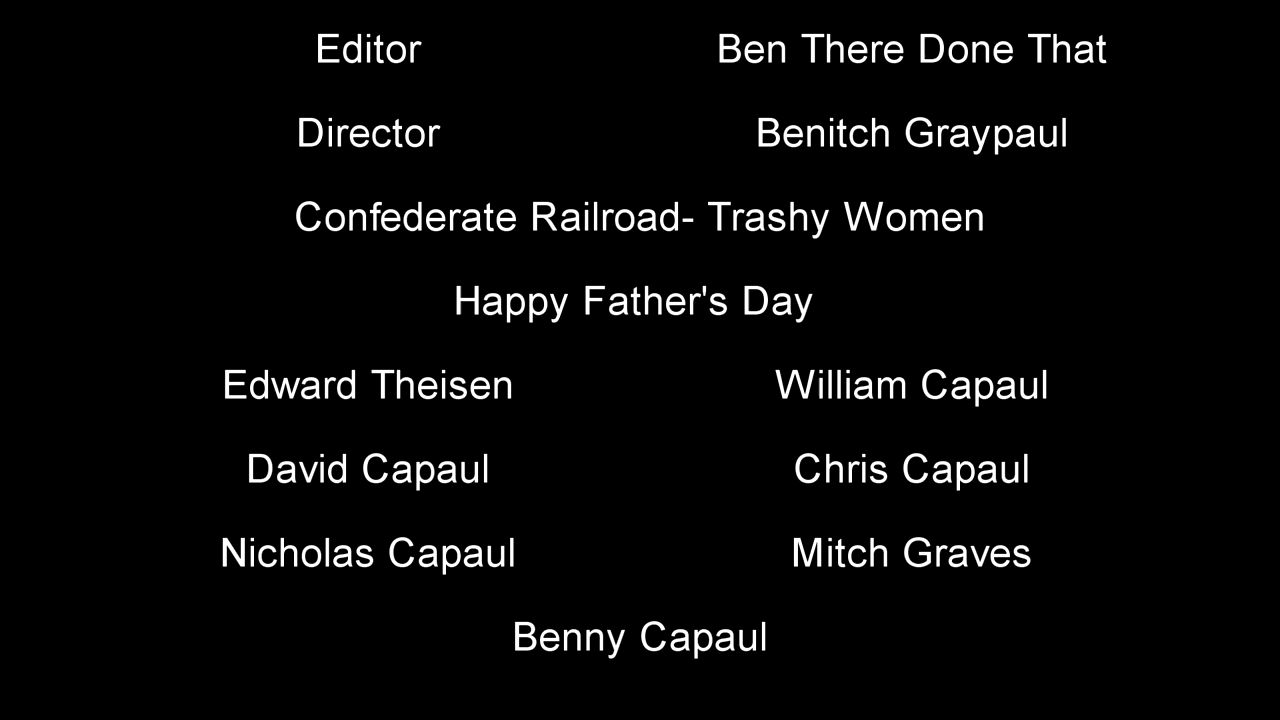 Editor Ben There Done That
Director Benitch Graypaul
Confederate Railroad- Trashy Women
Happy Father's Day
Edward Theisen William Capaul
David Capaul Chris Capaul
Nicholas Capaul Mitch Graves
Benny Capaul